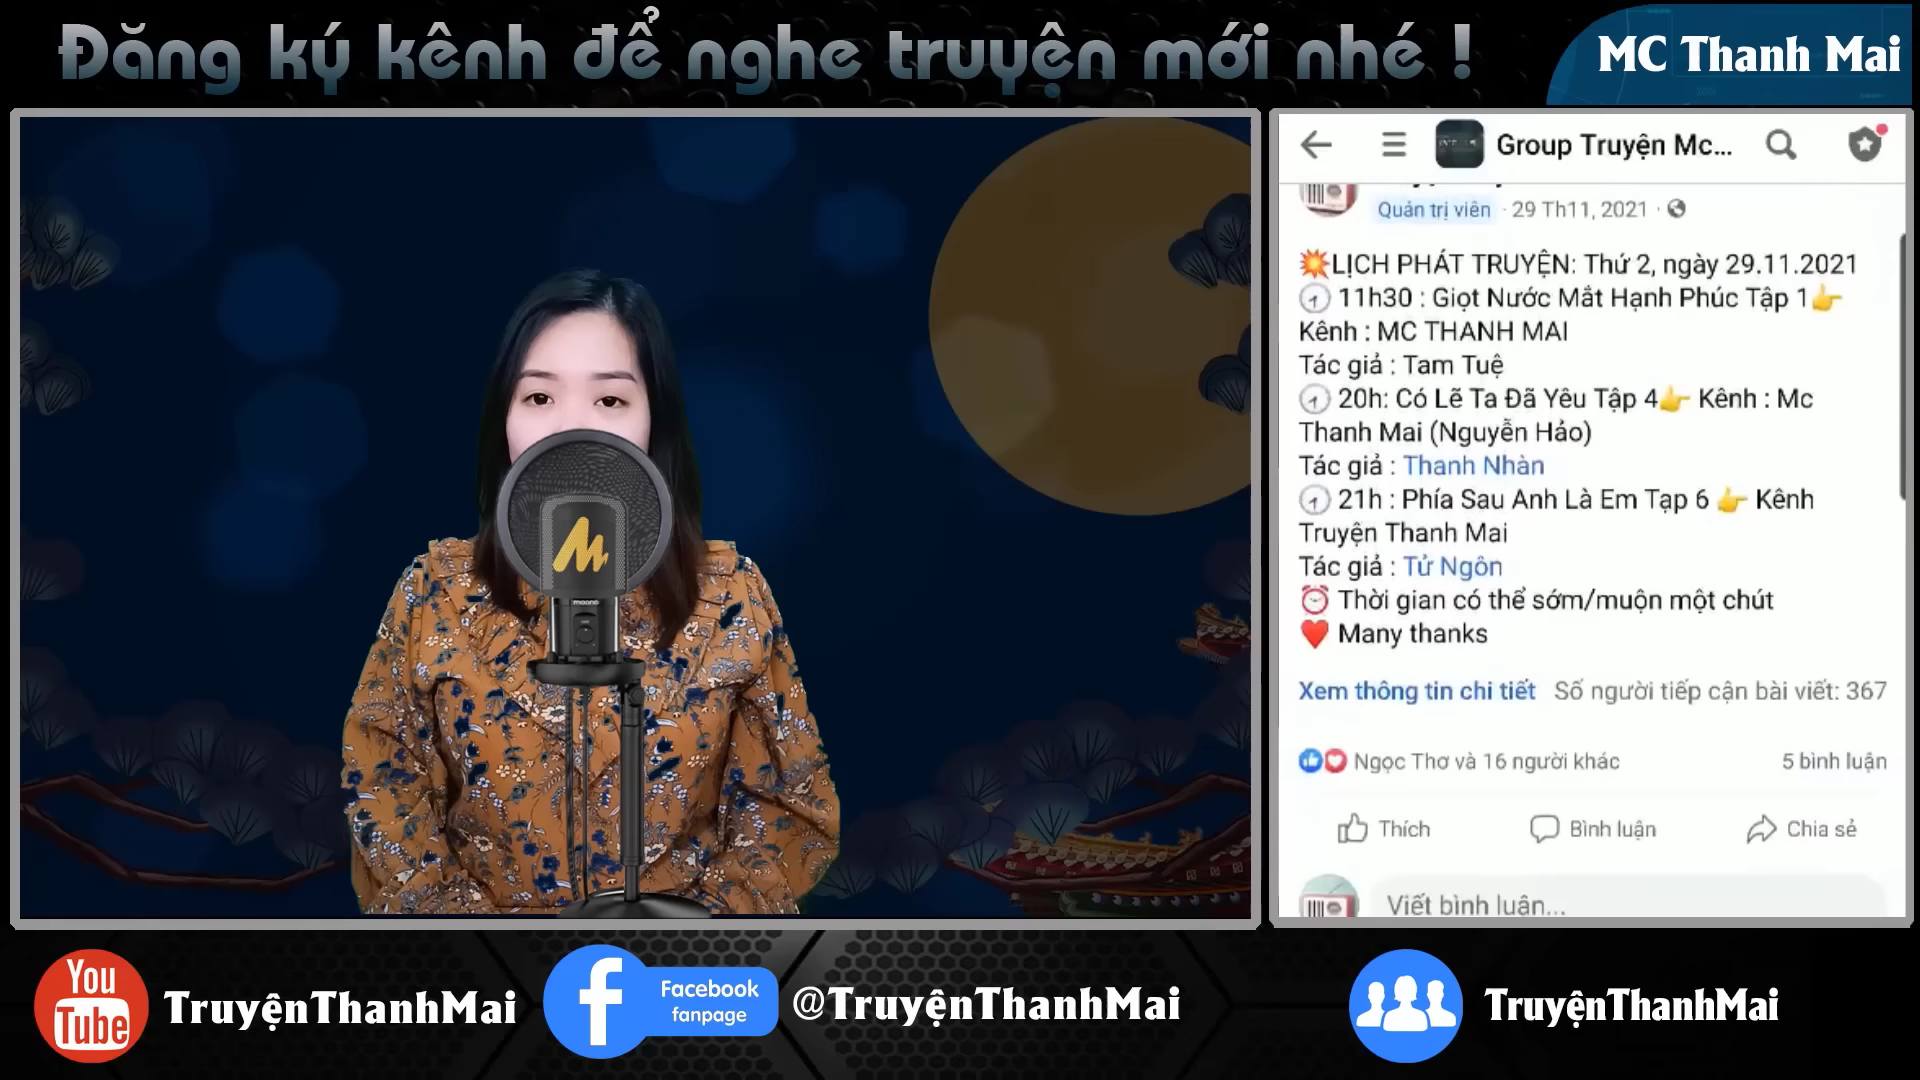 Đăng ký kênh để nghe truyện mới nhé !
MC Thanh Mai
Group Truyện Mc...
Quản trị viên · 29 Th11, 2021 ·
💥LỊCH PHÁT TRUYỆN: Thứ 2, ngày 29.11.2021
🕢 11h30 : Giọt Nước Mắt Hạnh Phúc Tập 1👉
Kênh : MC THANH MAI
Tác giả : Tam Tuệ
🕢 20h: Có Lẽ Ta Đã Yêu Tập 4👉 Kênh : Mc
Thanh Mai (Nguyễn Hảo)
Tác giả : Thanh Nhàn
🕢 21h : Phía Sau Anh Là Em Tạp 6 👉 Kênh
Truyện Thanh Mai
Tác giả : Tử Ngôn
⏰ Thời gian có thể sớm/muộn một chút
❤️ Many thanks
Xem thông tin chi tiết Số người tiếp cận bài viết: 367
Ngọc Thơ và 16 người khác 5 bình luận
Thích Bình luận Chia sẻ
Viết bình luận...
maono
You
Tube
TruyệnThanhMai
Facebook
fanpage
@TruyệnThanhMai
TruyệnThanhMai